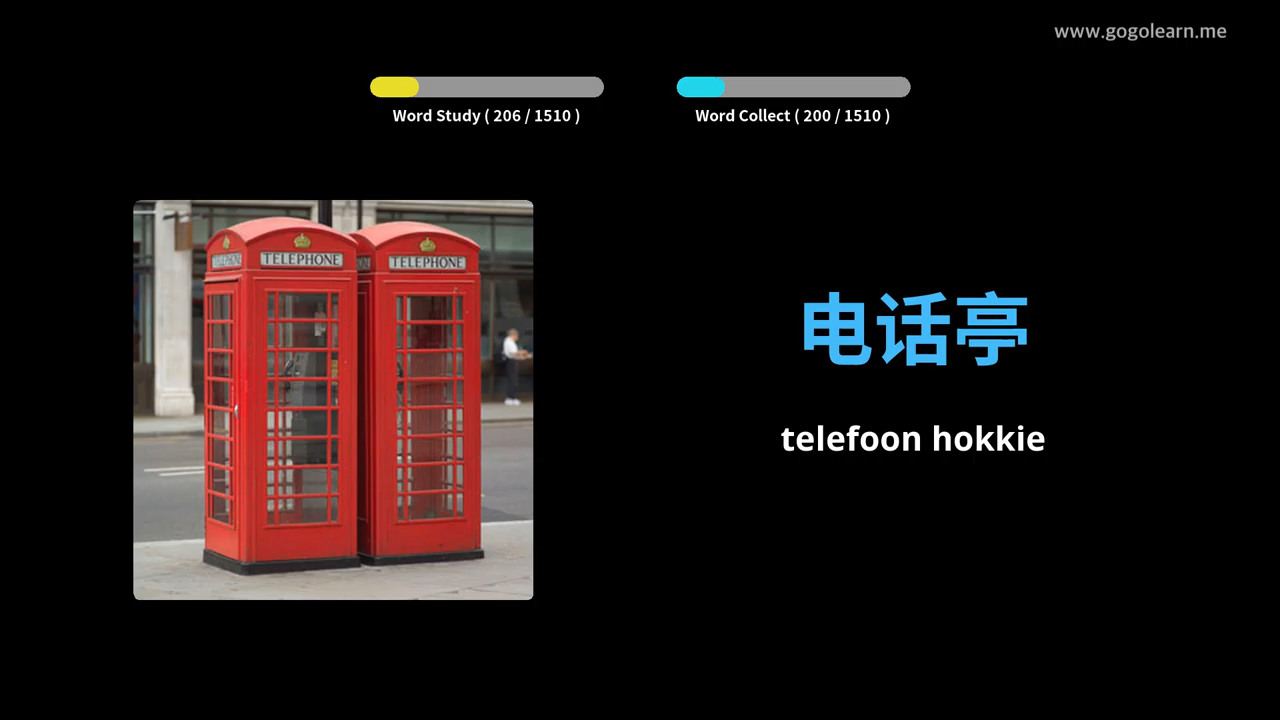 www.gogolearn.me
Word Study ( 206 / 1510 )
Word Collect ( 200 / 1510 )
TELEPHONE
TELEPHONE
电话亭
telefoon hokkie